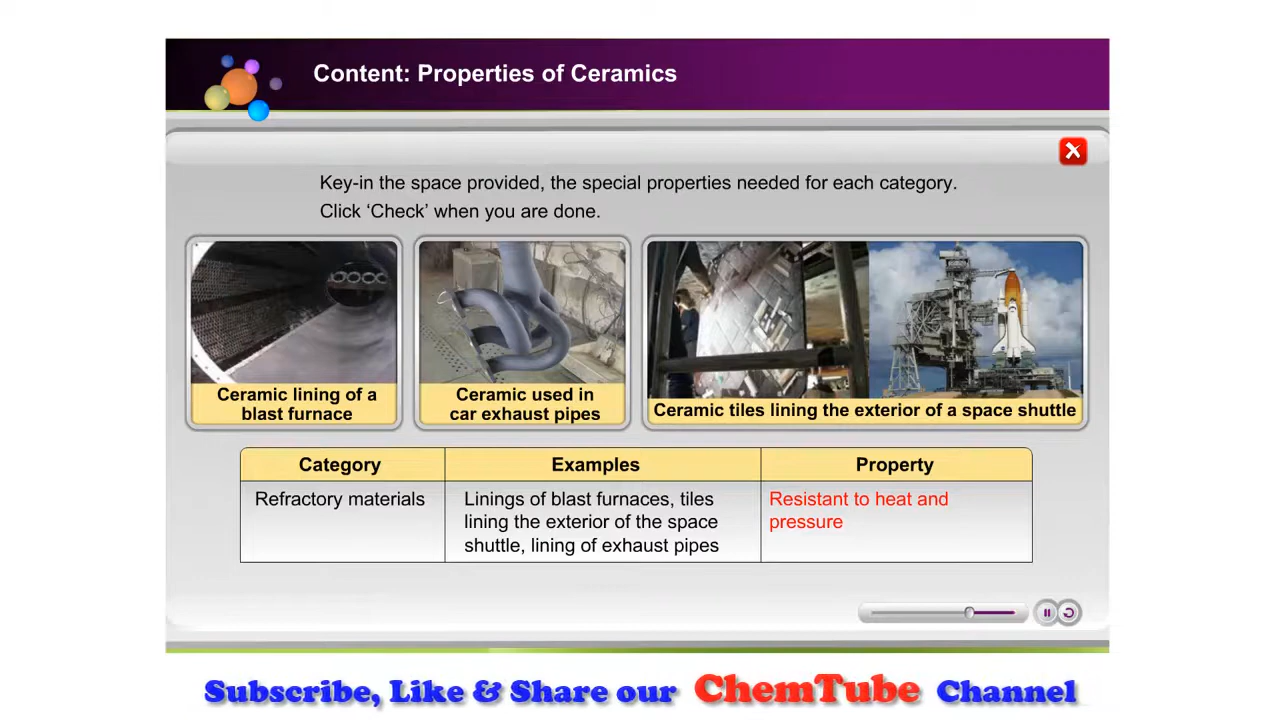 Content: Properties of Ceramics
Key-in the space provided, the special properties needed for each category.
Click ‘Check’ when you are done.
Ceramic lining of a
blast furnace
Ceramic used in
car exhaust pipes
Ceramic tiles lining the exterior of a space shuttle
Category
Examples
Property
Refractory materials
Linings of blast furnaces, tiles
lining the exterior of the space
shuttle, lining of exhaust pipes
Resistant to heat and
pressure
Subscribe, Like & Share our ChemTube Channel